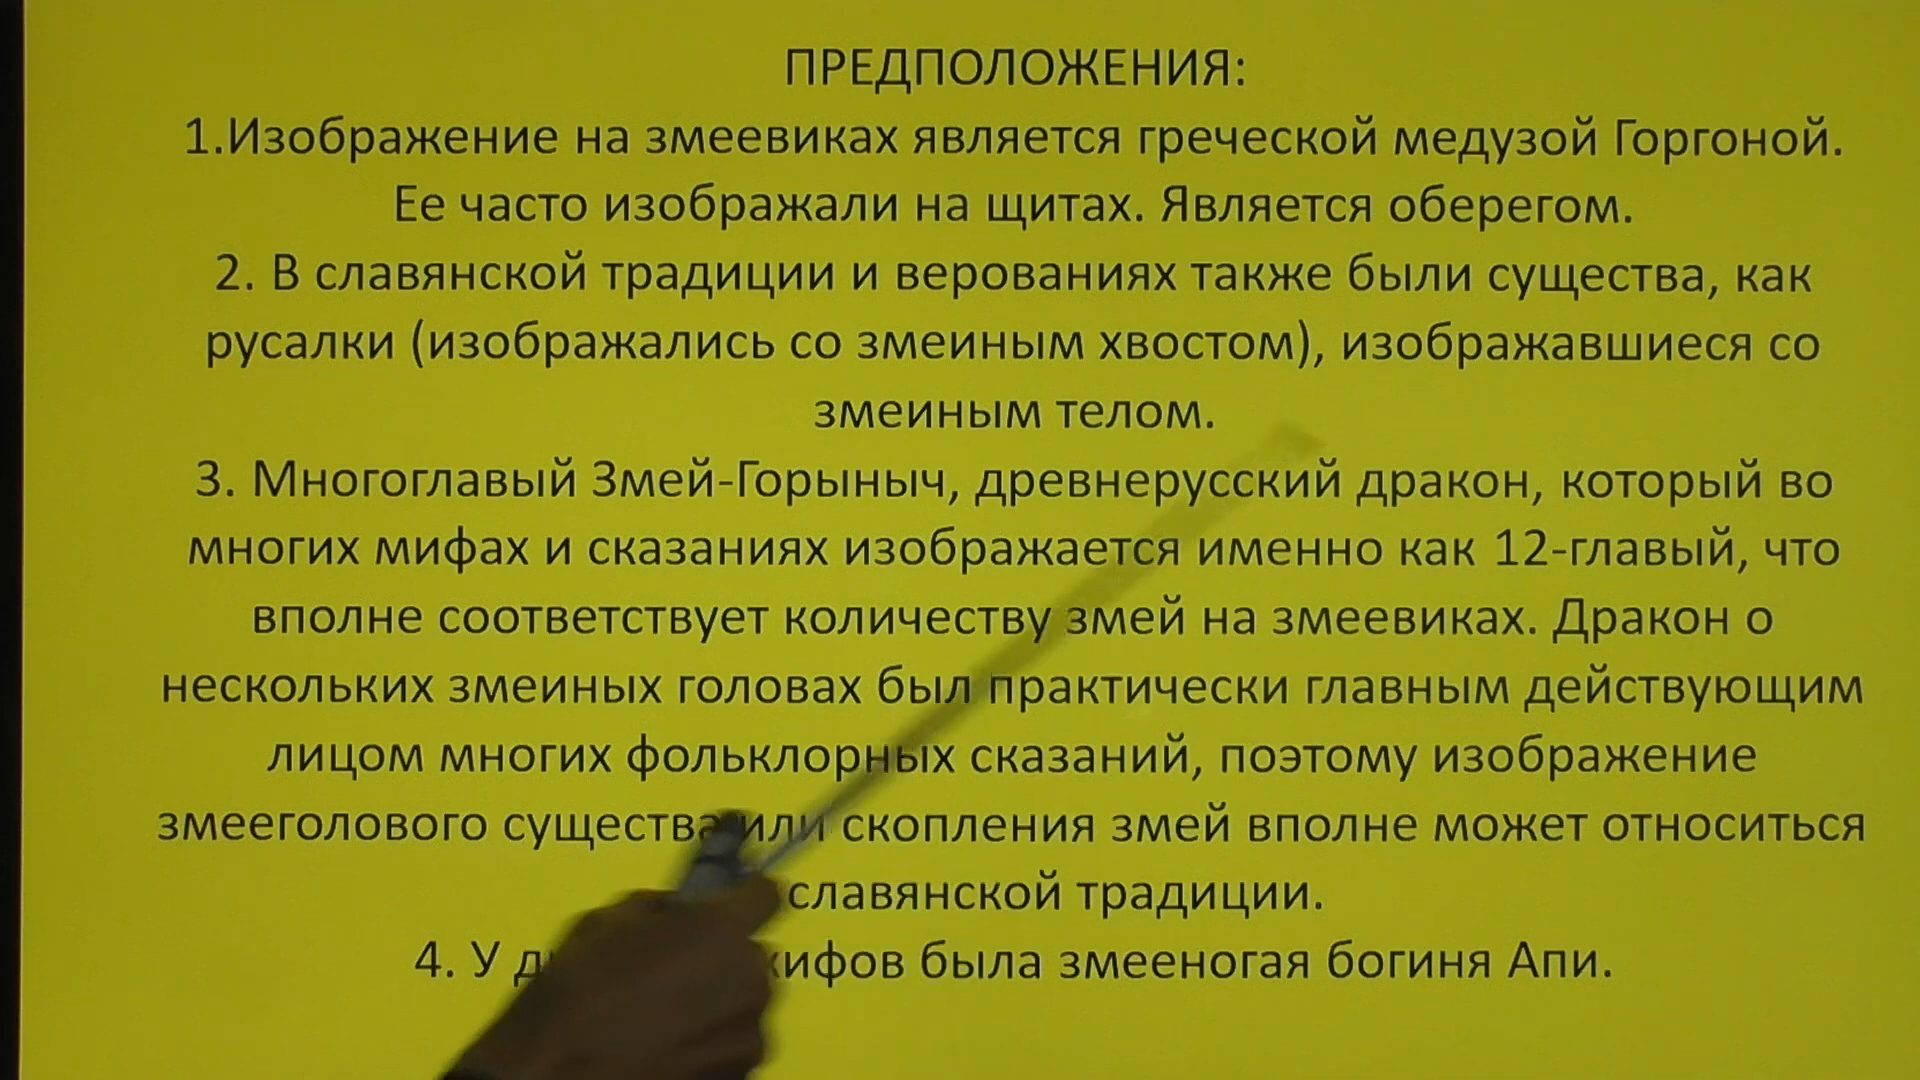 ПРЕДПОЛОЖЕНИЯ:
1.Изображение на змеевиках является греческой медузой Горгоной.
Ее часто изображали на щитах. Является оберегом.
2. В славянской традиции и верованиях также были существа, как
русалки (изображались со змеиным хвостом), изображавшиеся со
змеиным телом.
3. Многоглавый Змей-Горыныч, древнерусский дракон, который во
многих мифах и сказаниях изображается именно как 12-главый, что
вполне соответствует количеству змей на змеевиках. Дракон о
нескольких змеиных головах был практически главным действующим
лицом многих фольклорных сказаний, поэтому изображение
змееголового существа или скопления змей вполне может относиться
славянской традиции.
4. У была змееногая богиня Апи.